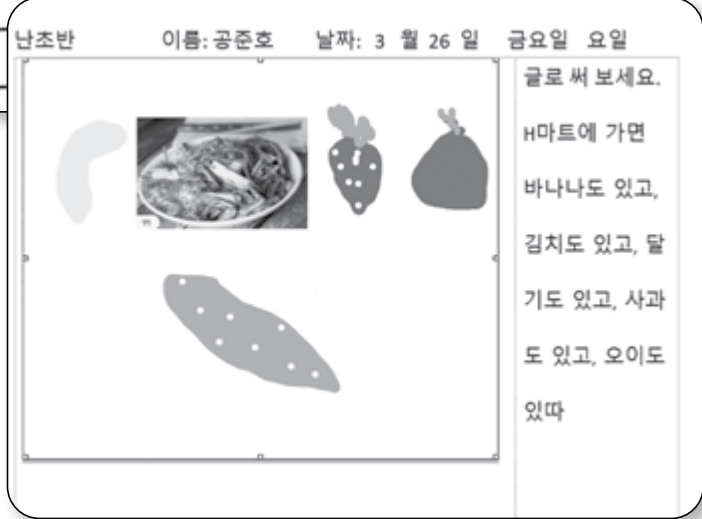 난초반 이름: 공준호 날짜: 3 월 26 일 금요일 요일
글로 써 보세요.
H마트에 가면
바나나도 있고,
김치도 있고, 달
기도 있고, 사과
도 있고, 오이도
있따